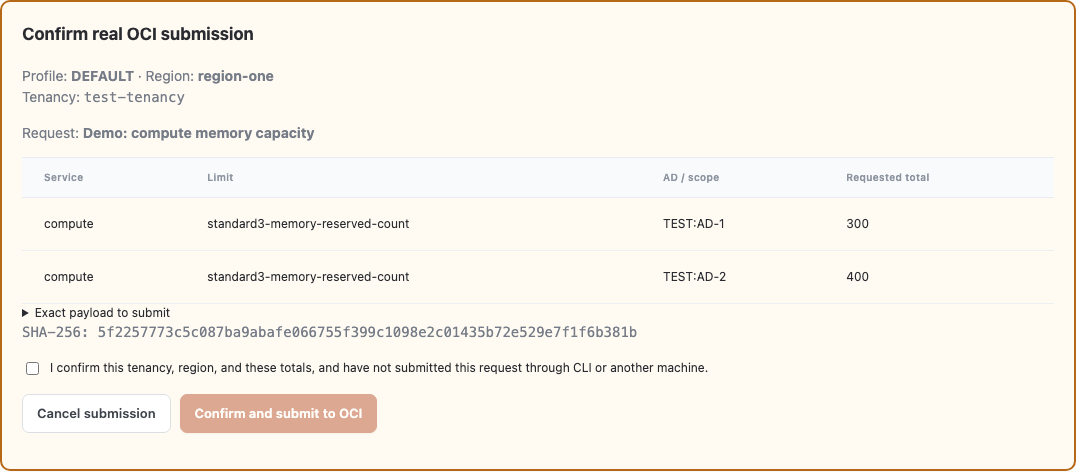 Confirm real OCI submission
Profile: DEFAULT · Region: region-one
Tenancy: test-tenancy
Request: Demo: compute memory capacity
Service Limit AD / scope Requested total
compute standard3-memory-reserved-count TEST:AD-1 300
compute standard3-memory-reserved-count TEST:AD-2 400
Exact payload to submit
SHA-256: 5f2257773c5c087ba9abafe066755f399c1098e2c01435b72e529e7f1f6b381b
I confirm this tenancy, region, and these totals, and have not submitted this request through CLI or another machine.
Cancel submission Confirm and submit to OCI